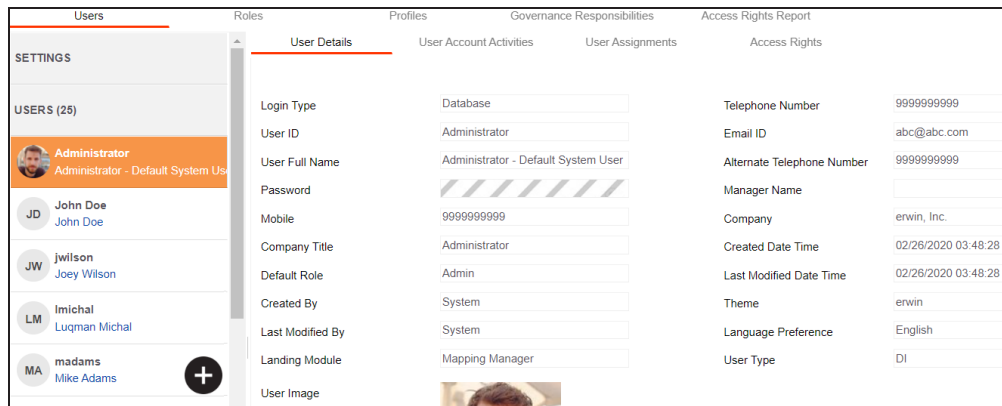 Users Roles Profiles Governance Responsibilities Access Rights Report
User Details User Account Activities User Assignments Access Rights
SETTINGS
USERS (25)
Administrator
Administrator - Default System Us
JD
John Doe
John Doe
JW
jwilson
Joey Wilson
LM
lmichal
Luqman Michal
MA
madams
Mike Adams
Login Type Database Telephone Number 9999999999
User ID Administrator Email ID abc@abc.com
User Full Name Administrator - Default System User Alternate Telephone Number 9999999999
Password Manager Name
Mobile 9999999999 Company erwin, Inc.
Company Title Administrator Created Date Time 02/26/2020 03:48:28
Default Role Admin Last Modified Date Time 02/26/2020 03:48:28
Created By System Theme erwin
Last Modified By System Language Preference English
Landing Module Mapping Manager User Type DI
User Image